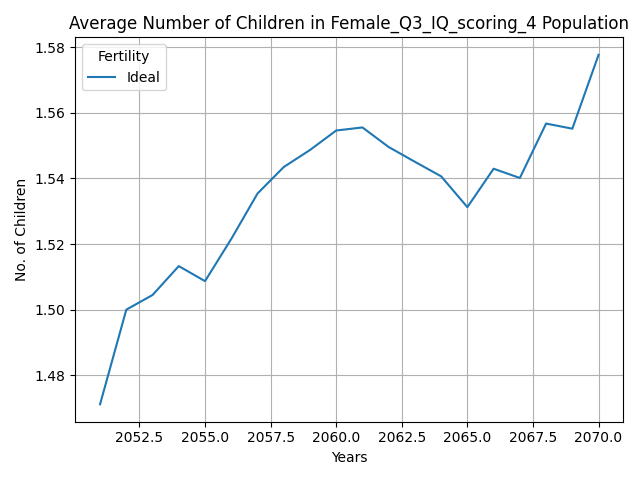 Average Number of Children in Female_Q3_IQ_scoring_4 Population
Fertility
Ideal
No. of Children
1.58
1.56
1.54
1.52
1.50
1.48
2052.5 2055.0 2057.5 2060.0 2062.5 2065.0 2067.5 2070.0
Years